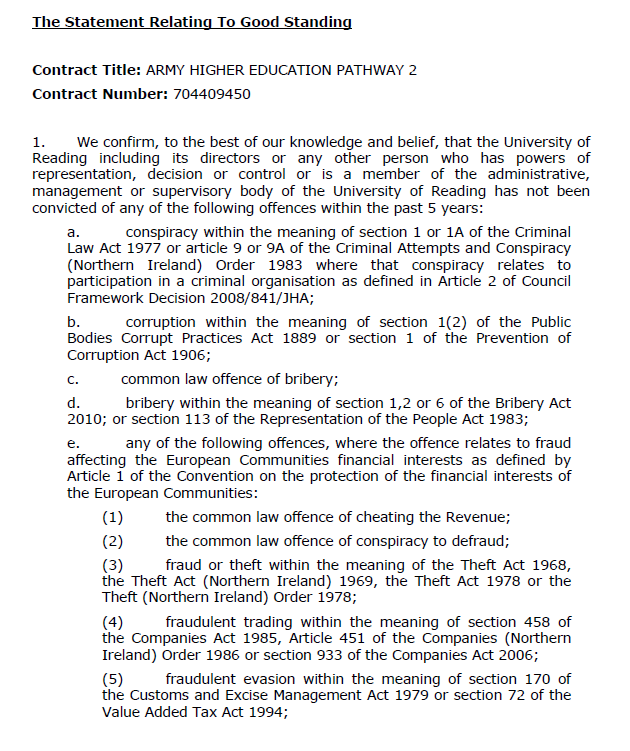 The Statement Relating To Good Standing
Contract Title: ARMY HIGHER EDUCATION PATHWAY 2
Contract Number: 704409450
1. We confirm, to the best of our knowledge and belief, that the University of
Reading including its directors or any other person who has powers of
representation, decision or control or is a member of the administrative,
management or supervisory body of the University of Reading has not been
convicted of any of the following offences within the past 5 years:
a. conspiracy within the meaning of section 1 or 1A of the Criminal
Law Act 1977 or article 9 or 9A of the Criminal Attempts and Conspiracy
(Northern Ireland) Order 1983 where that conspiracy relates to
participation in a criminal organisation as defined in Article 2 of Council
Framework Decision 2008/841/JHA;
b. corruption within the meaning of section 1(2) of the Public
Bodies Corrupt Practices Act 1889 or section 1 of the Prevention of
Corruption Act 1906;
c. common law offence of bribery;
d. bribery within the meaning of section 1,2 or 6 of the Bribery Act
2010; or section 113 of the Representation of the People Act 1983;
e. any of the following offences, where the offence relates to fraud
affecting the European Communities financial interests as defined by
Article 1 of the Convention on the protection of the financial interests of
the European Communities:
(1) the common law offence of cheating the Revenue;
(2) the common law offence of conspiracy to defraud;
(3) fraud or theft within the meaning of the Theft Act 1968,
the Theft Act (Northern Ireland) 1969, the Theft Act 1978 or the
Theft (Northern Ireland) Order 1978;
(4) fraudulent trading within the meaning of section 458 of
the Companies Act 1985, Article 451 of the Companies (Northern
Ireland) Order 1986 or section 933 of the Companies Act 2006;
(5) fraudulent evasion within the meaning of section 170 of
the Customs and Excise Management Act 1979 or section 72 of the
Value Added Tax Act 1994;